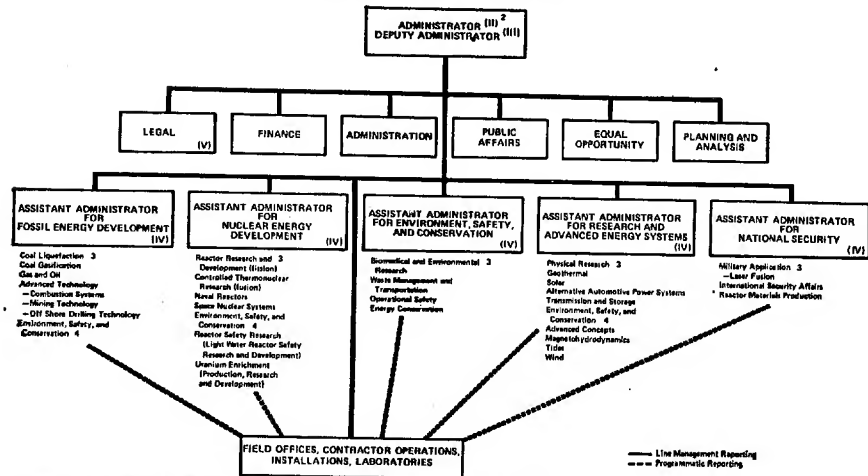 ADMINISTRATOR (II) 2
DEPUTY ADMINISTRATOR (III)
LEGAL
(V)
FINANCE
ADMINISTRATION
PUBLIC
AFFAIRS
EQUAL
OPPORTUNITY
PLANNING AND
ANALYSIS
ASSISTANT ADMINISTRATOR
FOR
FOSSIL ENERGY DEVELOPMENT
(IV)
Coal Liquefaction 3
Coal Gasification
Gas and Oil
Advanced Technology
—Combustion Systems
—Mining Technology
—Off Shore Drilling Technology
Environment, Safety, and
Conservation 4
ASSISTANT ADMINISTRATOR
FOR
NUCLEAR ENERGY
DEVELOPMENT
(IV)
Reactor Research and 3
Development (fission)
Controlled Thermonuclear
Research (fusion)
Naval Reactors
Space Nuclear Systems
Environment, Safety, and
Conservation 4
Reactor Safety Research
(Light Water Reactor Safety
Research and Development)
Uranium Enrichment
(Production, Research
and Development)
ASSISTANT ADMINISTRATOR
FOR ENVIRONMENT, SAFETY,
AND CONSERVATION
(IV)
Biomedical and Environmental 3
Research
Waste Management and
Transportation
Operational Safety
Energy Conservation
ASSISTANT ADMINISTRATOR
FOR RESEARCH AND
ADVANCED ENERGY SYSTEMS
(IV)
Physical Research 3
Geothermal
Solar
Alternative Automotive Power Systems
Transmission and Storage
Environment, Safety, and
Conservation 4
Advanced Concepts
Magnetohydrodynamics
Tides
Wind
ASSISTANT ADMINISTRATOR
FOR
NATIONAL SECURITY
(IV)
Military Application 3
—Laser Fusion
International Security Affairs
Reactor Materials Production
FIELD OFFICES, CONTRACTOR OPERATIONS,
INSTALLATIONS, LABORATORIES
Line Management Reporting
Programmatic Reporting